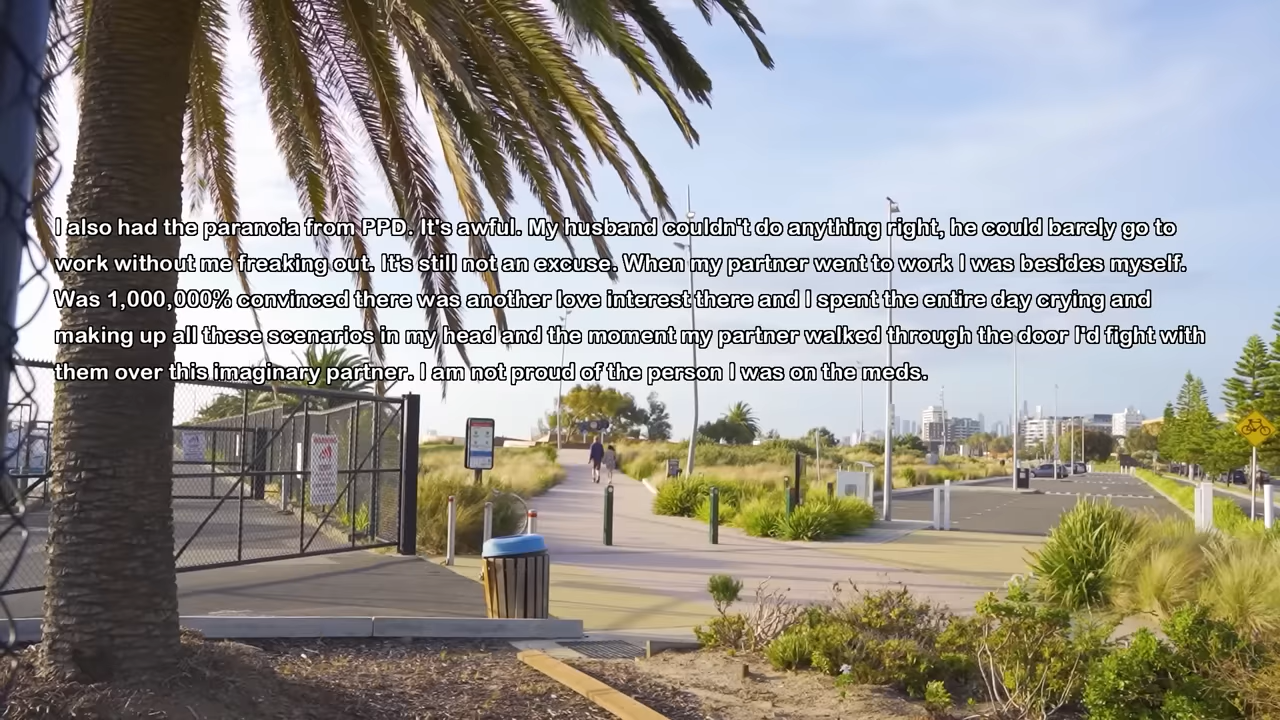 I also had the paranoia from PPD. It's awful. My husband couldn't do anything right, he could barely go to
work without me freaking out. It's still not an excuse. When my partner went to work I was besides myself.
Was 1,000,000% convinced there was another love interest there and I spent the entire day crying and
making up all these scenarios in my head and the moment my partner walked through the door I'd fight with
them over this imaginary partner. I am not proud of the person I was on the meds.